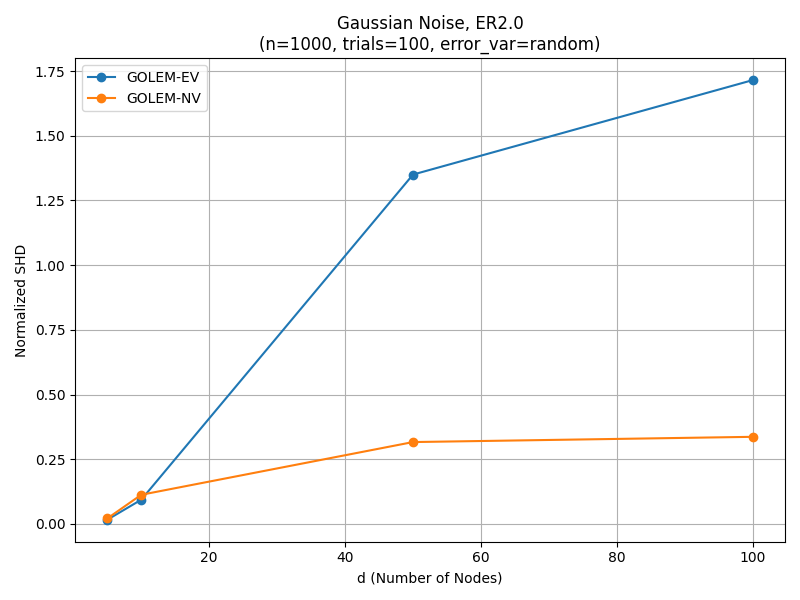 Gaussian Noise, ER2.0
(n=1000, trials=100, error_var=random)
GOLEM-EV
GOLEM-NV
Normalized SHD
1.75
1.50
1.25
1.00
0.75
0.50
0.25
0.00
20
40
60
80
100
d (Number of Nodes)